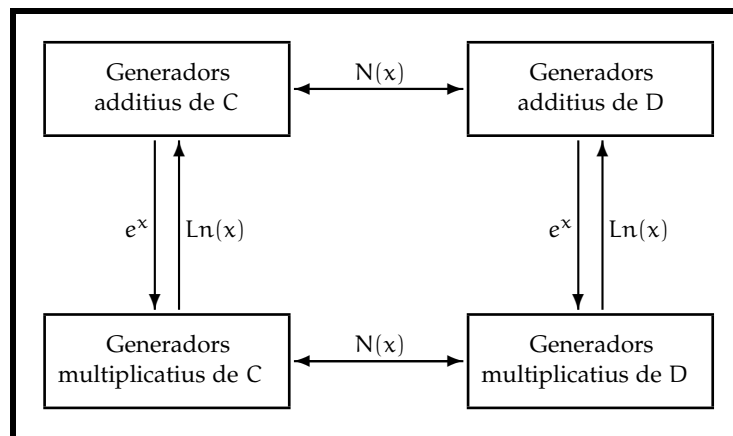 Generadors
additius de C
N(x)
Generadors
additius de D
e^x
Ln(x)
e^x
Ln(x)
Generadors
multiplicatius de C
N(x)
Generadors
multiplicatius de D